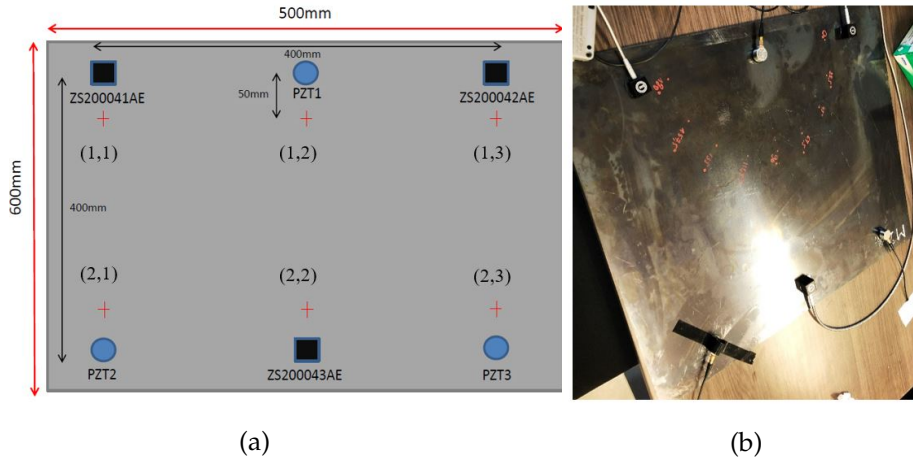 500mm
400mm
ZS200041AE
PZT1
ZS200042AE
50mm
(1,1)
(1,2)
(1,3)
600mm
400mm
(2,1)
(2,2)
(2,3)
PZT2
ZS200043AE
PZT3
(a)
(b)